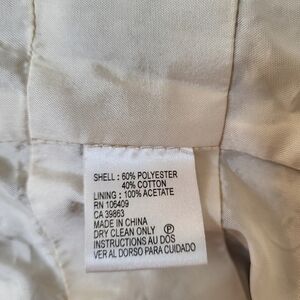 SHELL : 60% POLYESTER
40% COTTON
LINING : 100% ACETATE
RN 106409
CA 39863
MADE IN CHINA
DRY CLEAN ONLY Ⓟ
INSTRUCTIONS AU DOS
VER AL DORSO PARA CUIDADO